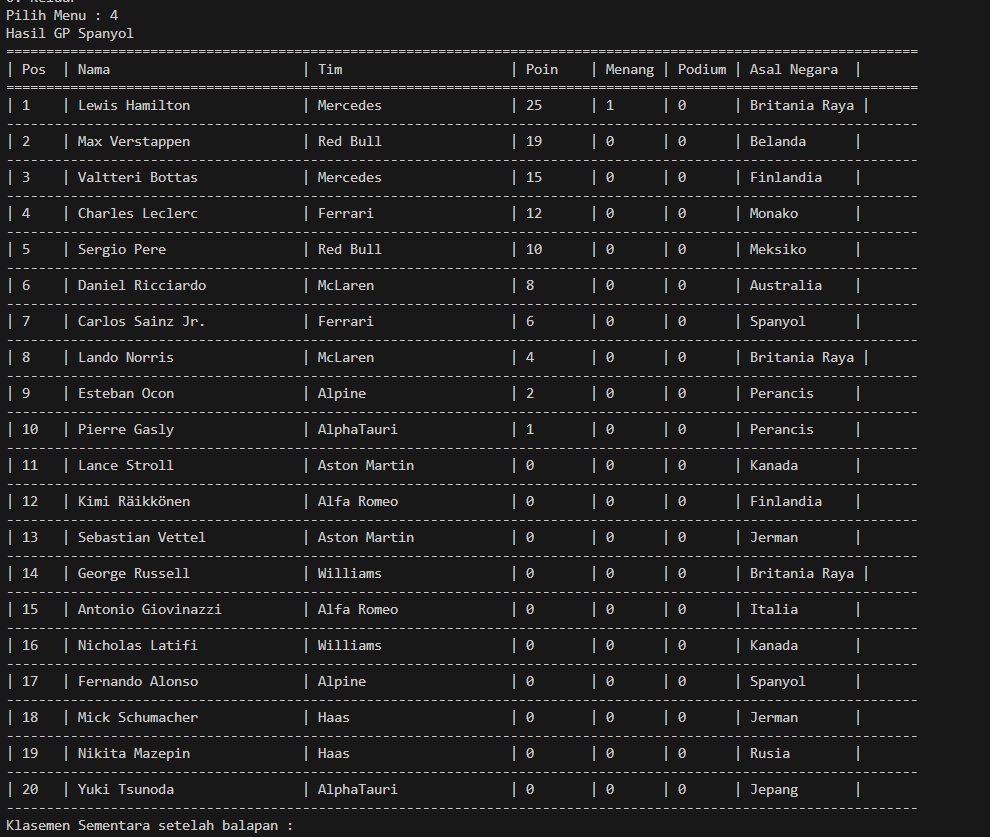 6. Keluar
Pilih Menu : 4
Hasil GP Spanyol
==================================================================================================================
| Pos  | Nama                        | Tim                      | Poin    | Menang | Podium | Asal Negara  |
==================================================================================================================
| 1    | Lewis Hamilton              | Mercedes                 | 25      | 1      | 0      | Britania Raya |
------------------------------------------------------------------------------------------------------------------
| 2    | Max Verstappen              | Red Bull                 | 19      | 0      | 0      | Belanda      |
------------------------------------------------------------------------------------------------------------------
| 3    | Valtteri Bottas             | Mercedes                 | 15      | 0      | 0      | Finlandia    |
------------------------------------------------------------------------------------------------------------------
| 4    | Charles Leclerc             | Ferrari                  | 12      | 0      | 0      | Monako       |
------------------------------------------------------------------------------------------------------------------
| 5    | Sergio Pere                 | Red Bull                 | 10      | 0      | 0      | Meksiko      |
------------------------------------------------------------------------------------------------------------------
| 6    | Daniel Ricciardo            | McLaren                  | 8       | 0      | 0      | Australia    |
------------------------------------------------------------------------------------------------------------------
| 7    | Carlos Sainz Jr.            | Ferrari                  | 6       | 0      | 0      | Spanyol      |
------------------------------------------------------------------------------------------------------------------
| 8    | Lando Norris                | McLaren                  | 4       | 0      | 0      | Britania Raya |
------------------------------------------------------------------------------------------------------------------
| 9    | Esteban Ocon                | Alpine                   | 2       | 0      | 0      | Perancis     |
------------------------------------------------------------------------------------------------------------------
| 10   | Pierre Gasly                | AlphaTauri               | 1       | 0      | 0      | Perancis     |
------------------------------------------------------------------------------------------------------------------
| 11   | Lance Stroll                | Aston Martin             | 0       | 0      | 0      | Kanada       |
------------------------------------------------------------------------------------------------------------------
| 12   | Kimi Räikkönen              | Alfa Romeo               | 0       | 0      | 0      | Finlandia    |
------------------------------------------------------------------------------------------------------------------
| 13   | Sebastian Vettel            | Aston Martin             | 0       | 0      | 0      | Jerman       |
------------------------------------------------------------------------------------------------------------------
| 14   | George Russell              | Williams                 | 0       | 0      | 0      | Britania Raya |
------------------------------------------------------------------------------------------------------------------
| 15   | Antonio Giovinazzi          | Alfa Romeo               | 0       | 0      | 0      | Italia       |
------------------------------------------------------------------------------------------------------------------
| 16   | Nicholas Latifi             | Williams                 | 0       | 0      | 0      | Kanada       |
------------------------------------------------------------------------------------------------------------------
| 17   | Fernando Alonso             | Alpine                   | 0       | 0      | 0      | Spanyol      |
------------------------------------------------------------------------------------------------------------------
| 18   | Mick Schumacher             | Haas                     | 0       | 0      | 0      | Jerman       |
------------------------------------------------------------------------------------------------------------------
| 19   | Nikita Mazepin              | Haas                     | 0       | 0      | 0      | Rusia        |
------------------------------------------------------------------------------------------------------------------
| 20   | Yuki Tsunoda                | AlphaTauri               | 0       | 0      | 0      | Jepang       |
------------------------------------------------------------------------------------------------------------------
Klasemen Sementara setelah balapan :